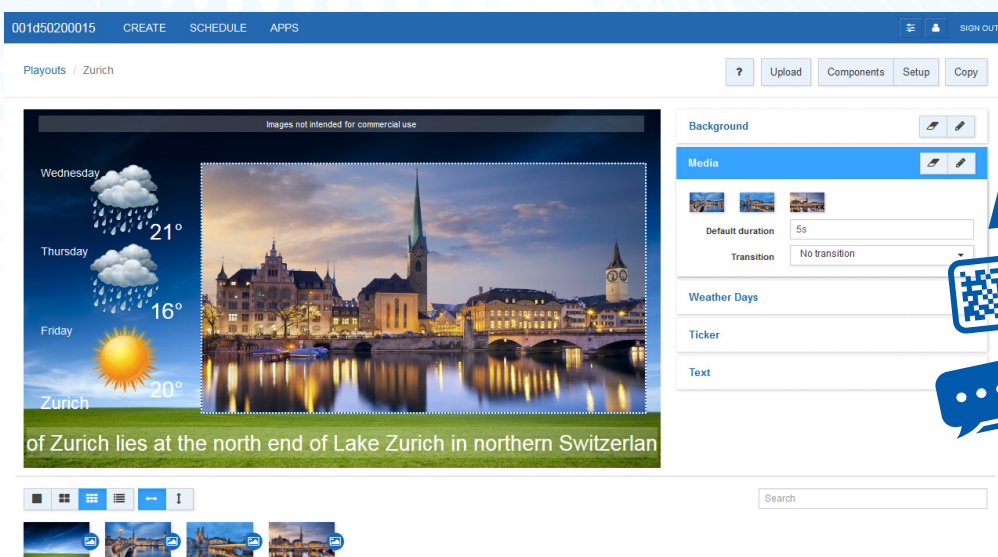 001d50200015 CREATE SCHEDULE APPS SIGN OUT
Playouts / Zurich ? Upload Components Setup Copy
Images not intended for commercial use
Wednesday
21°
Thursday
16°
Friday
20°
Zurich
of Zurich lies at the north end of Lake Zurich in northern Switzerlan
Background
Media
Default duration 5s
Transition No transition
Weather Days
Ticker
Text
Search